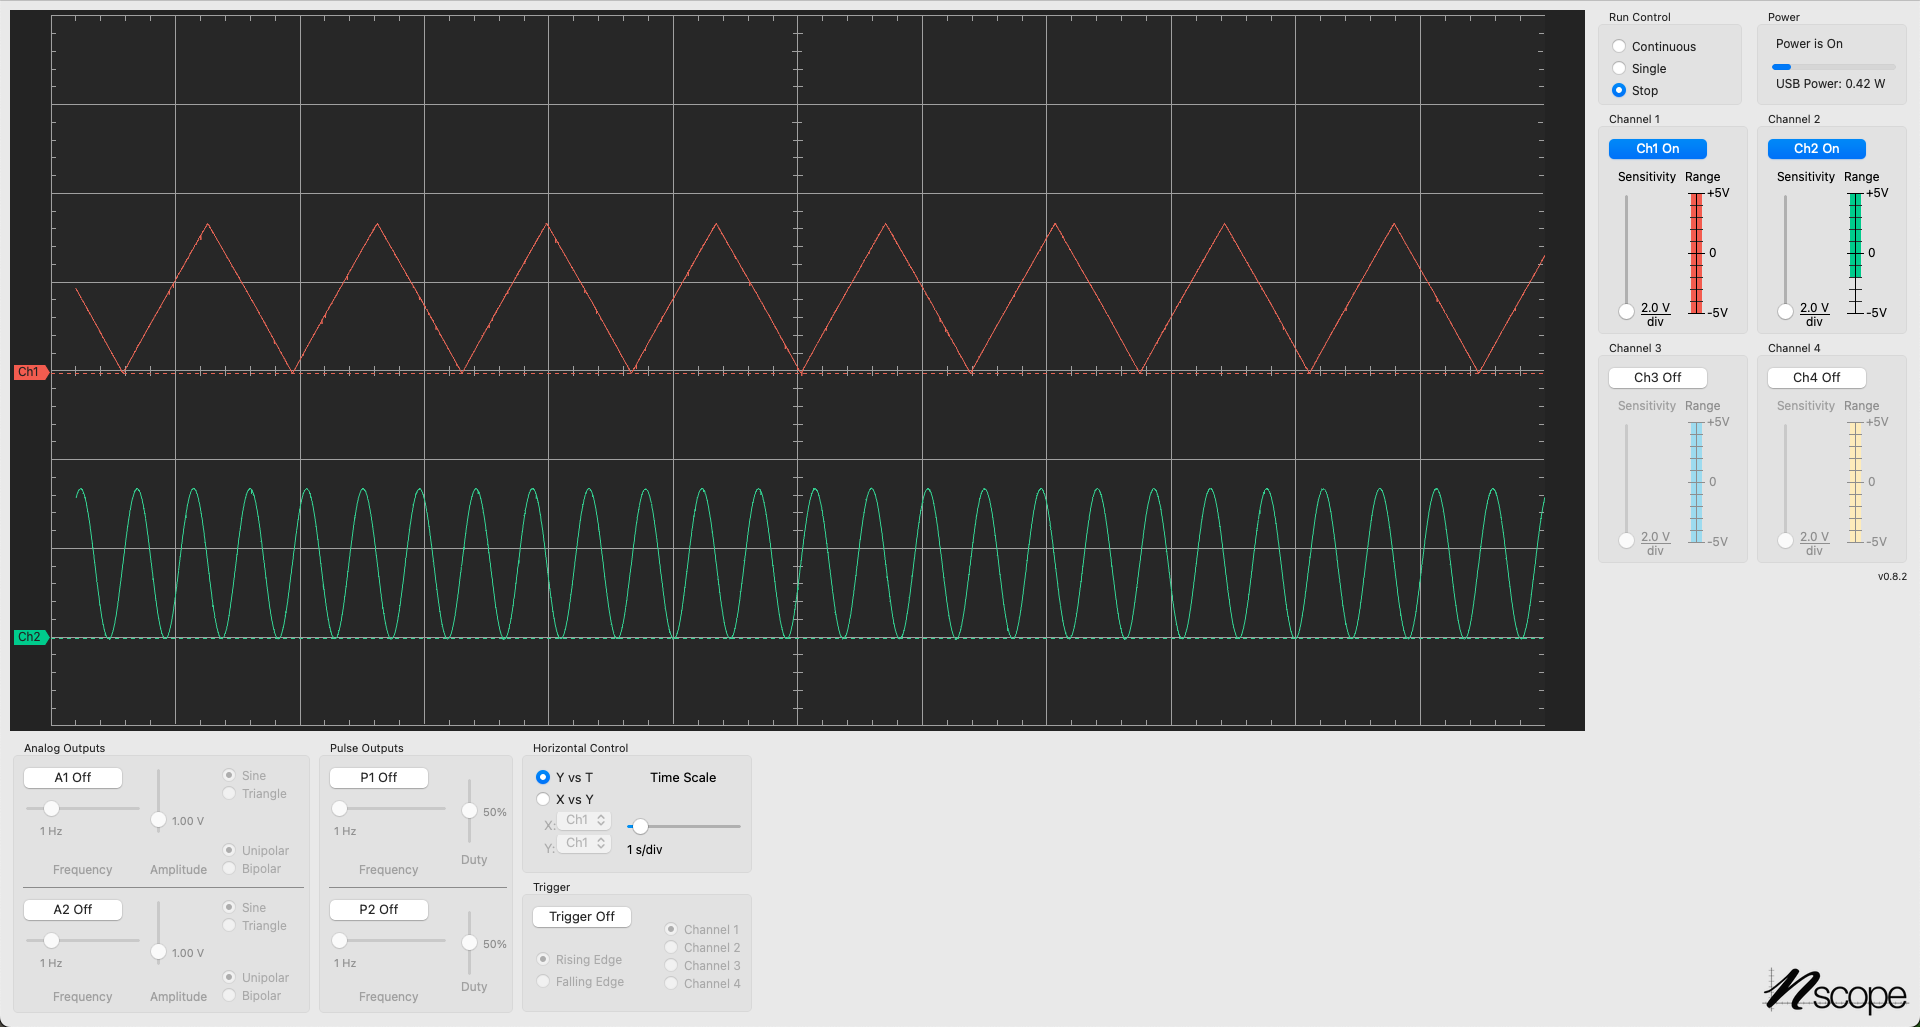 Ch1
Ch2
Run Control
Continuous
Single
Stop
Power
Power is On
USB Power: 0.42 W
Channel 1
Ch1 On
Sensitivity Range
+5V
0
-5V
2.0 V
div
Channel 2
Ch2 On
Sensitivity Range
+5V
0
-5V
2.0 V
div
Channel 3
Ch3 Off
Sensitivity Range
+5V
0
-5V
2.0 V
div
Channel 4
Ch4 Off
Sensitivity Range
+5V
0
-5V
2.0 V
div
v0.8.2
Analog Outputs
A1 Off
1 Hz
Frequency
1.00 V
Amplitude
Sine
Triangle
Unipolar
Bipolar
A2 Off
1 Hz
Frequency
1.00 V
Amplitude
Sine
Triangle
Unipolar
Bipolar
Pulse Outputs
P1 Off
1 Hz
Frequency
50%
Duty
P2 Off
1 Hz
Frequency
50%
Duty
Horizontal Control
Y vs T
X vs Y
X: Ch1
Y: Ch1
Time Scale
1 s/div
Trigger
Trigger Off
Rising Edge
Falling Edge
Channel 1
Channel 2
Channel 3
Channel 4
nscope